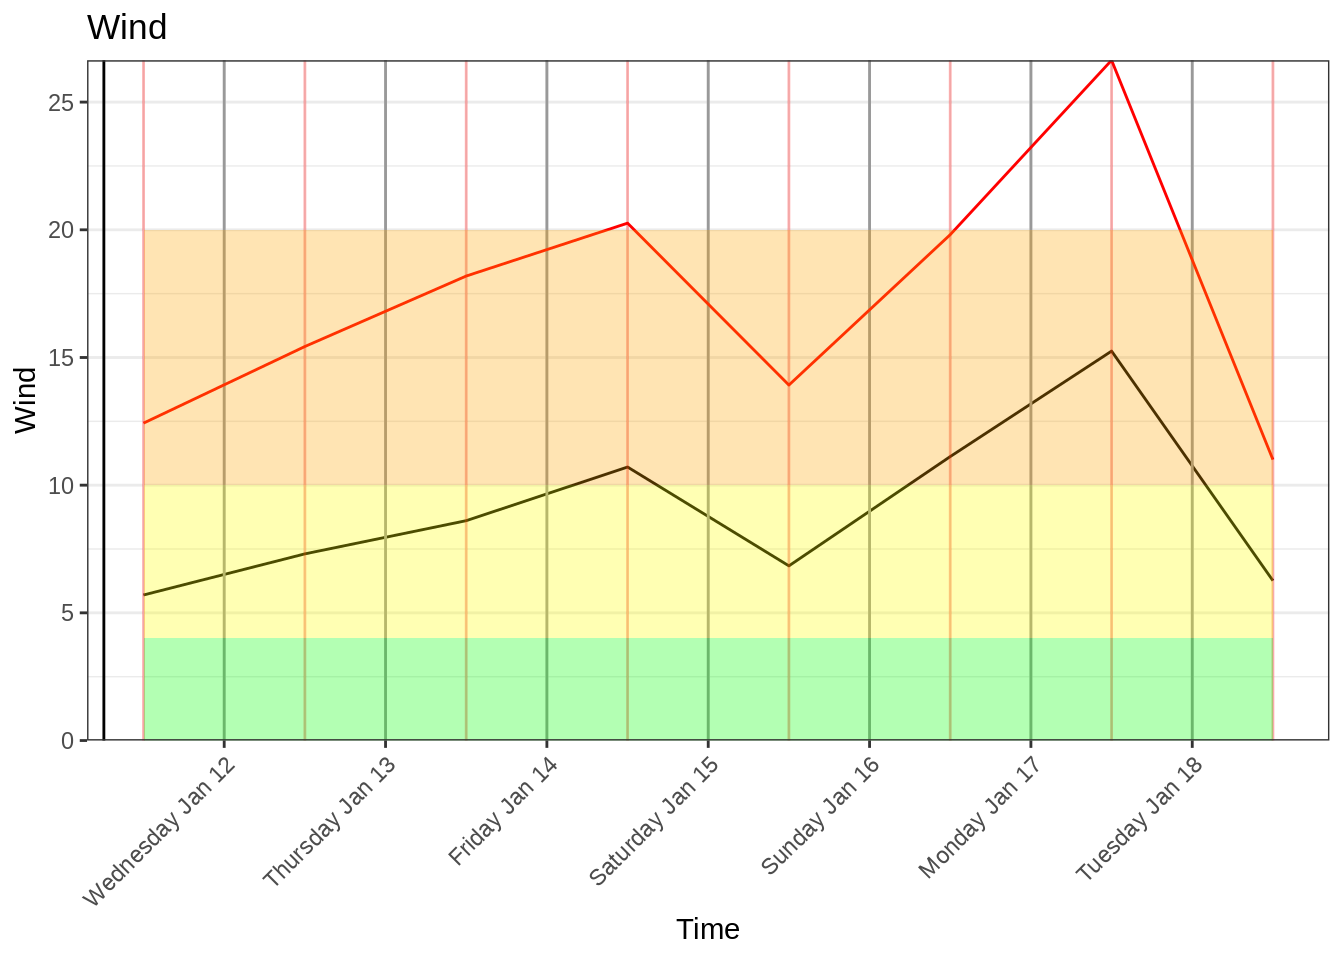 Wind
25
20
15
10
5
0
Wind
Wednesday Jan 12
Thursday Jan 13
Friday Jan 14
Saturday Jan 15
Sunday Jan 16
Monday Jan 17
Tuesday Jan 18
Time